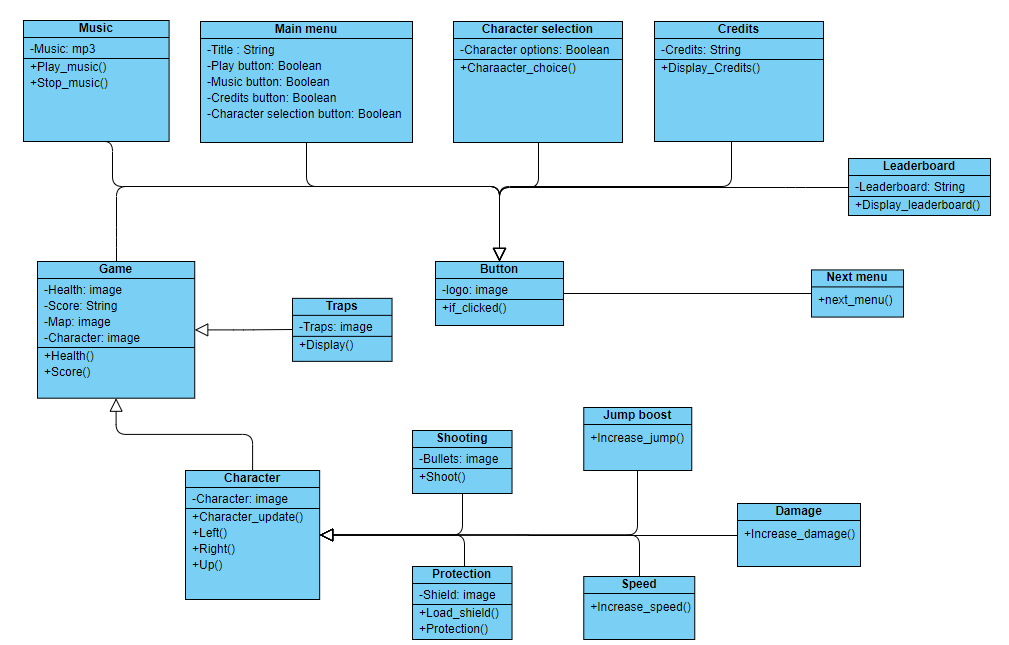 Music
-Music: mp3
+Play_music()
+Stop_music()
Main menu
-Title : String
-Play button: Boolean
-Music button: Boolean
-Credits button: Boolean
-Character selection button: Boolean
Character selection
-Character options: Boolean
+Charaacter_choice()
Credits
-Credits: String
+Display_Credits()
Leaderboard
-Leaderboard: String
+Display_leaderboard()
Game
-Health: image
-Score: String
-Map: image
-Character: image
+Health()
+Score()
Traps
-Traps: image
+Display()
Button
-logo: image
+if_clicked()
Next menu
+next_menu()
Character
-Character: image
+Character_update()
+Left()
+Right()
+Up()
Shooting
-Bullets: image
+Shoot()
Jump boost
+Increase_jump()
Damage
+Increase_damage()
Protection
-Shield: image
+Load_shield()
+Protection()
Speed
+Increase_speed()